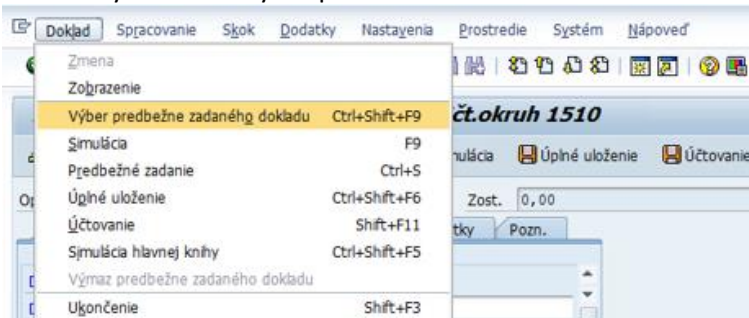 Doklad Spracovanie Skok Dodatky Nastavenia Prostredie Systém Nápoveď
Zmena
Zobrazenie
Výber predbežne zadaného dokladu Ctrl+Shift+F9
čt.okruh 1510
Simulácia F9
nulácia Úplné uloženie Účtovanie
Predbežné zadanie Ctrl+S
Úplné uloženie Ctrl+Shift+F6
Zost. 0,00
Účtovanie Shift+F11
tky Pozn.
Simulácia hlavnej knihy Ctrl+Shift+F5
Výmaz predbežne zadaného dokladu
Ukončenie Shift+F3